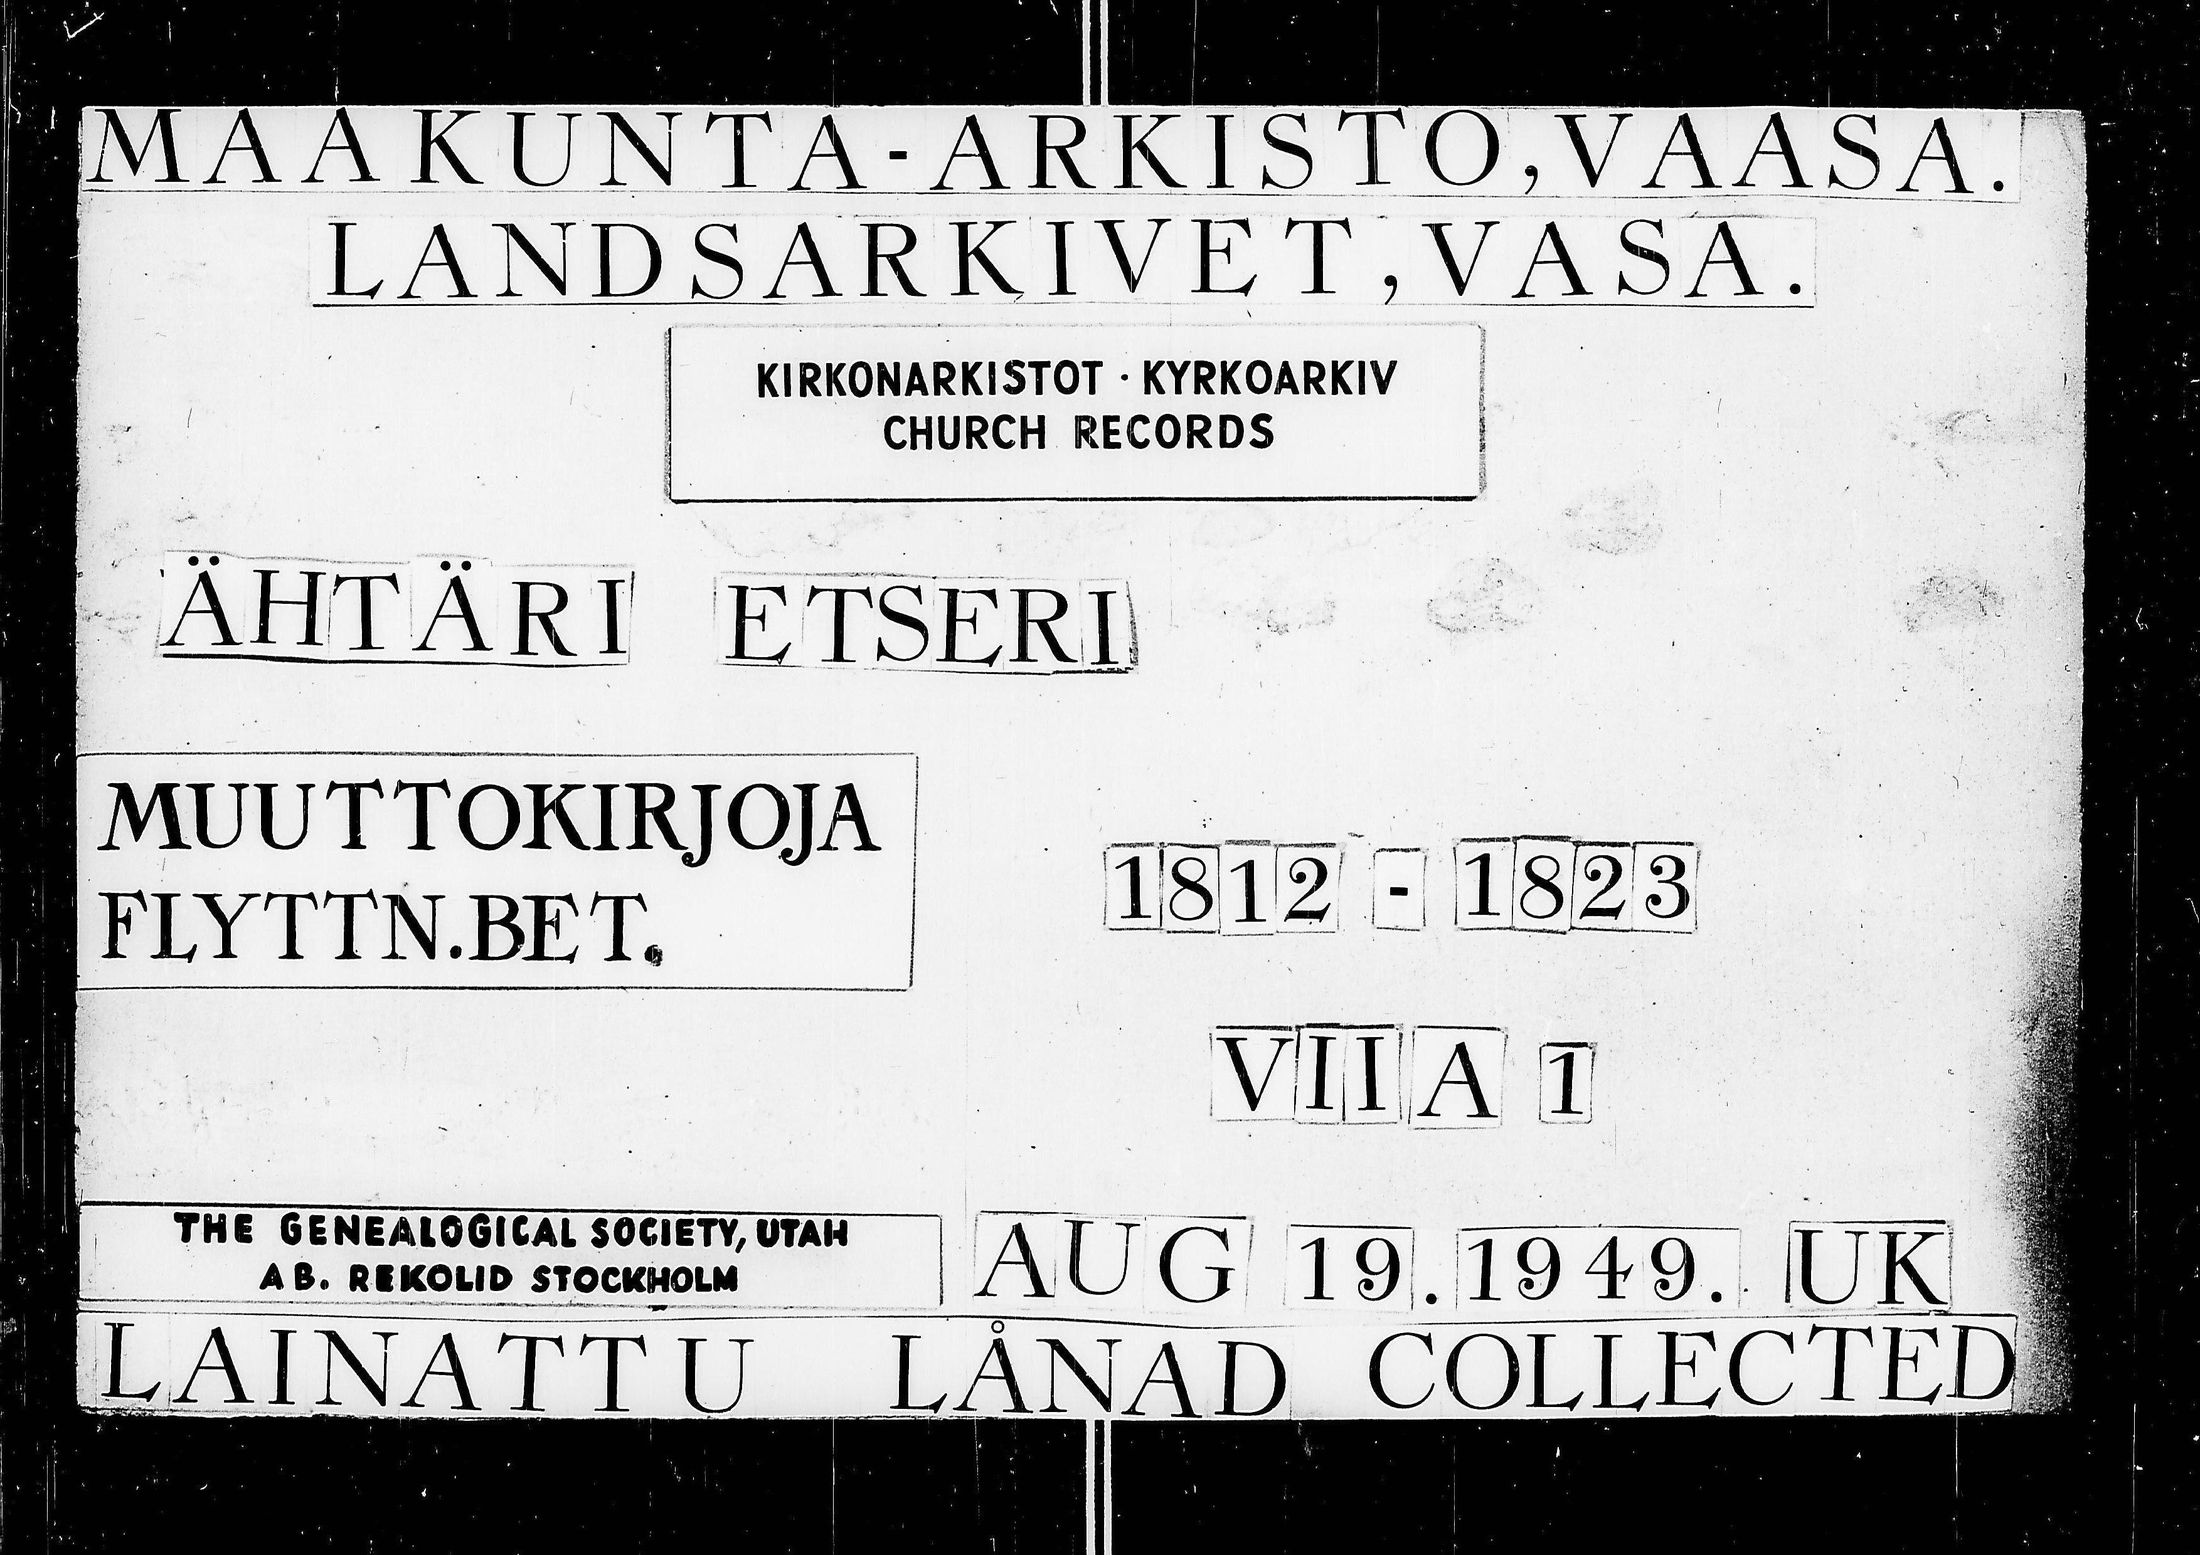 MAAKUNTA-ARKISTO, VAASA.
LANDSARKIVET, VASA.
KIRKONARKISTOT · KYRKOARKIV
CHURCH RECORDS
ÄHTÄRI ETSERI
MUUTTOKIRJOJA
FLYTTN.BET.
1812 - 1823
VII A 1
THE GENEALOGICAL SOCIETY, UTAH
AB. REKOLID STOCKHOLM
AUG 19. 1949. UK
LAINATTU LÅNAD COLLECTED